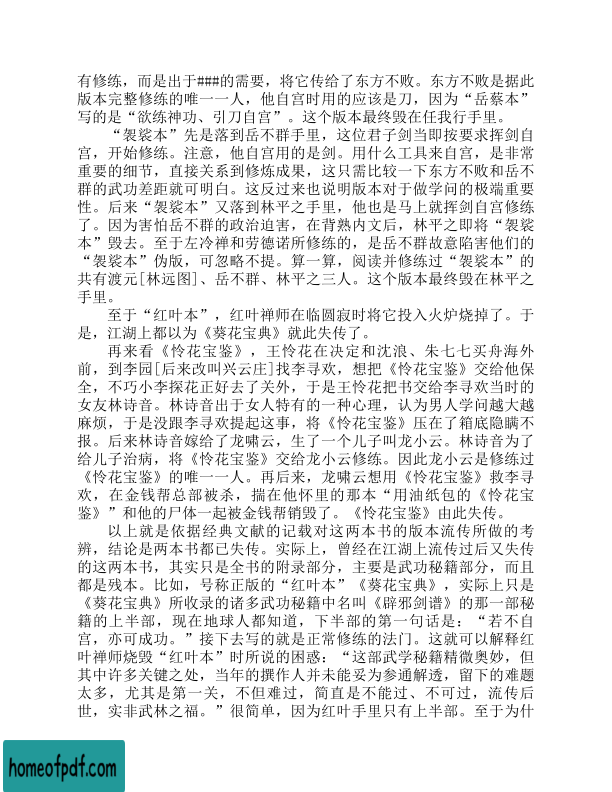 有修练，而是出于###的需要，将它传给了东方不败。东方不败是据此
版本完整修练的唯一一人，他自宫时用的应该是刀，因为“岳蔡本”
写的是“欲练神功、引刀自宫”。这个版本最终毁在任我行手里。
“袈裟本”先是落到岳不群手里，这位君子剑当即按要求挥剑自
宫，开始修练。注意，他自宫用的是剑。用什么工具来自宫，是非常
重要的细节，直接关系到修炼成果，这只需比较一下东方不败和岳不
群的武功差距就可明白。这反过来也说明版本对于做学问的极端重要
性。后来“袈裟本”又落到林平之手里，他也是马上就挥剑自宫修练
了。因为害怕岳不群的政治迫害，在背熟内文后，林平之即将“袈裟
本”毁去。至于左冷禅和劳德诺所修练的，是岳不群故意陷害他们的
“袈裟本”伪版，可忽略不提。算一算，阅读并修练过“袈裟本”的
共有渡元[林远图]、岳不群、林平之三人。这个版本最终毁在林平之
手里。
至于“红叶本”，红叶禅师在临圆寂时将它投入火炉烧掉了。于
是，江湖上都以为《葵花宝典》就此失传了。
再来看《怜花宝鉴》，王怜花在决定和沈浪、朱七七买舟海外
前，到李园[后来改叫兴云庄]找李寻欢，想把《怜花宝鉴》交给他保
全，不巧小李探花正好去了关外，于是王怜花把书交给李寻欢当时的
女友林诗音。林诗音出于女人特有的一种心理，认为男人学问越大越
麻烦，于是没跟李寻欢提起这事，将《怜花宝鉴》压在了箱底隐瞒不
报。后来林诗音嫁给了龙啸云，生了一个儿子叫龙小云。林诗音为了
给儿子治病，将《怜花宝鉴》交给龙小云修练。因此龙小云是修练过
《怜花宝鉴》的唯一一人。再后来，龙啸云想用《怜花宝鉴》救李寻
欢，在金钱帮总部被杀，揣在他怀里的那本“用油纸包的《怜花宝
鉴》”和他的尸体一起被金钱帮销毁了。《怜花宝鉴》由此失传。
以上就是依据经典文献的记载对这两本书的版本流传所做的考
辨，结论是两本书都已失传。实际上，曾经在江湖上流传过后又失传
的这两本书，其实只是全书的附录部分，主要是武功秘籍部分，而且
都是残本。比如，号称正版的“红叶本”《葵花宝典》，实际上只是
《葵花宝典》所收录的诸多武功秘籍中名叫《辟邪剑谱》的那一部秘
籍的上半部，现在地球人都知道，下半部的第一句话是：“若不自
宫，亦可成功。”接下去写的就是正常修练的法门。这就可以解释红
叶禅师烧毁“红叶本”时所说的困惑：“这部武学秘籍精微奥妙，但
其中许多关键之处，当年的撰作人并未能妥为参通解透，留下的难题
太多，尤其是第一关，不但难过，简直是不能过、不可过，流传后
世，实非武林之福。”很简单，因为红叶手里只有上半部。至于为什
homeofpdf.com